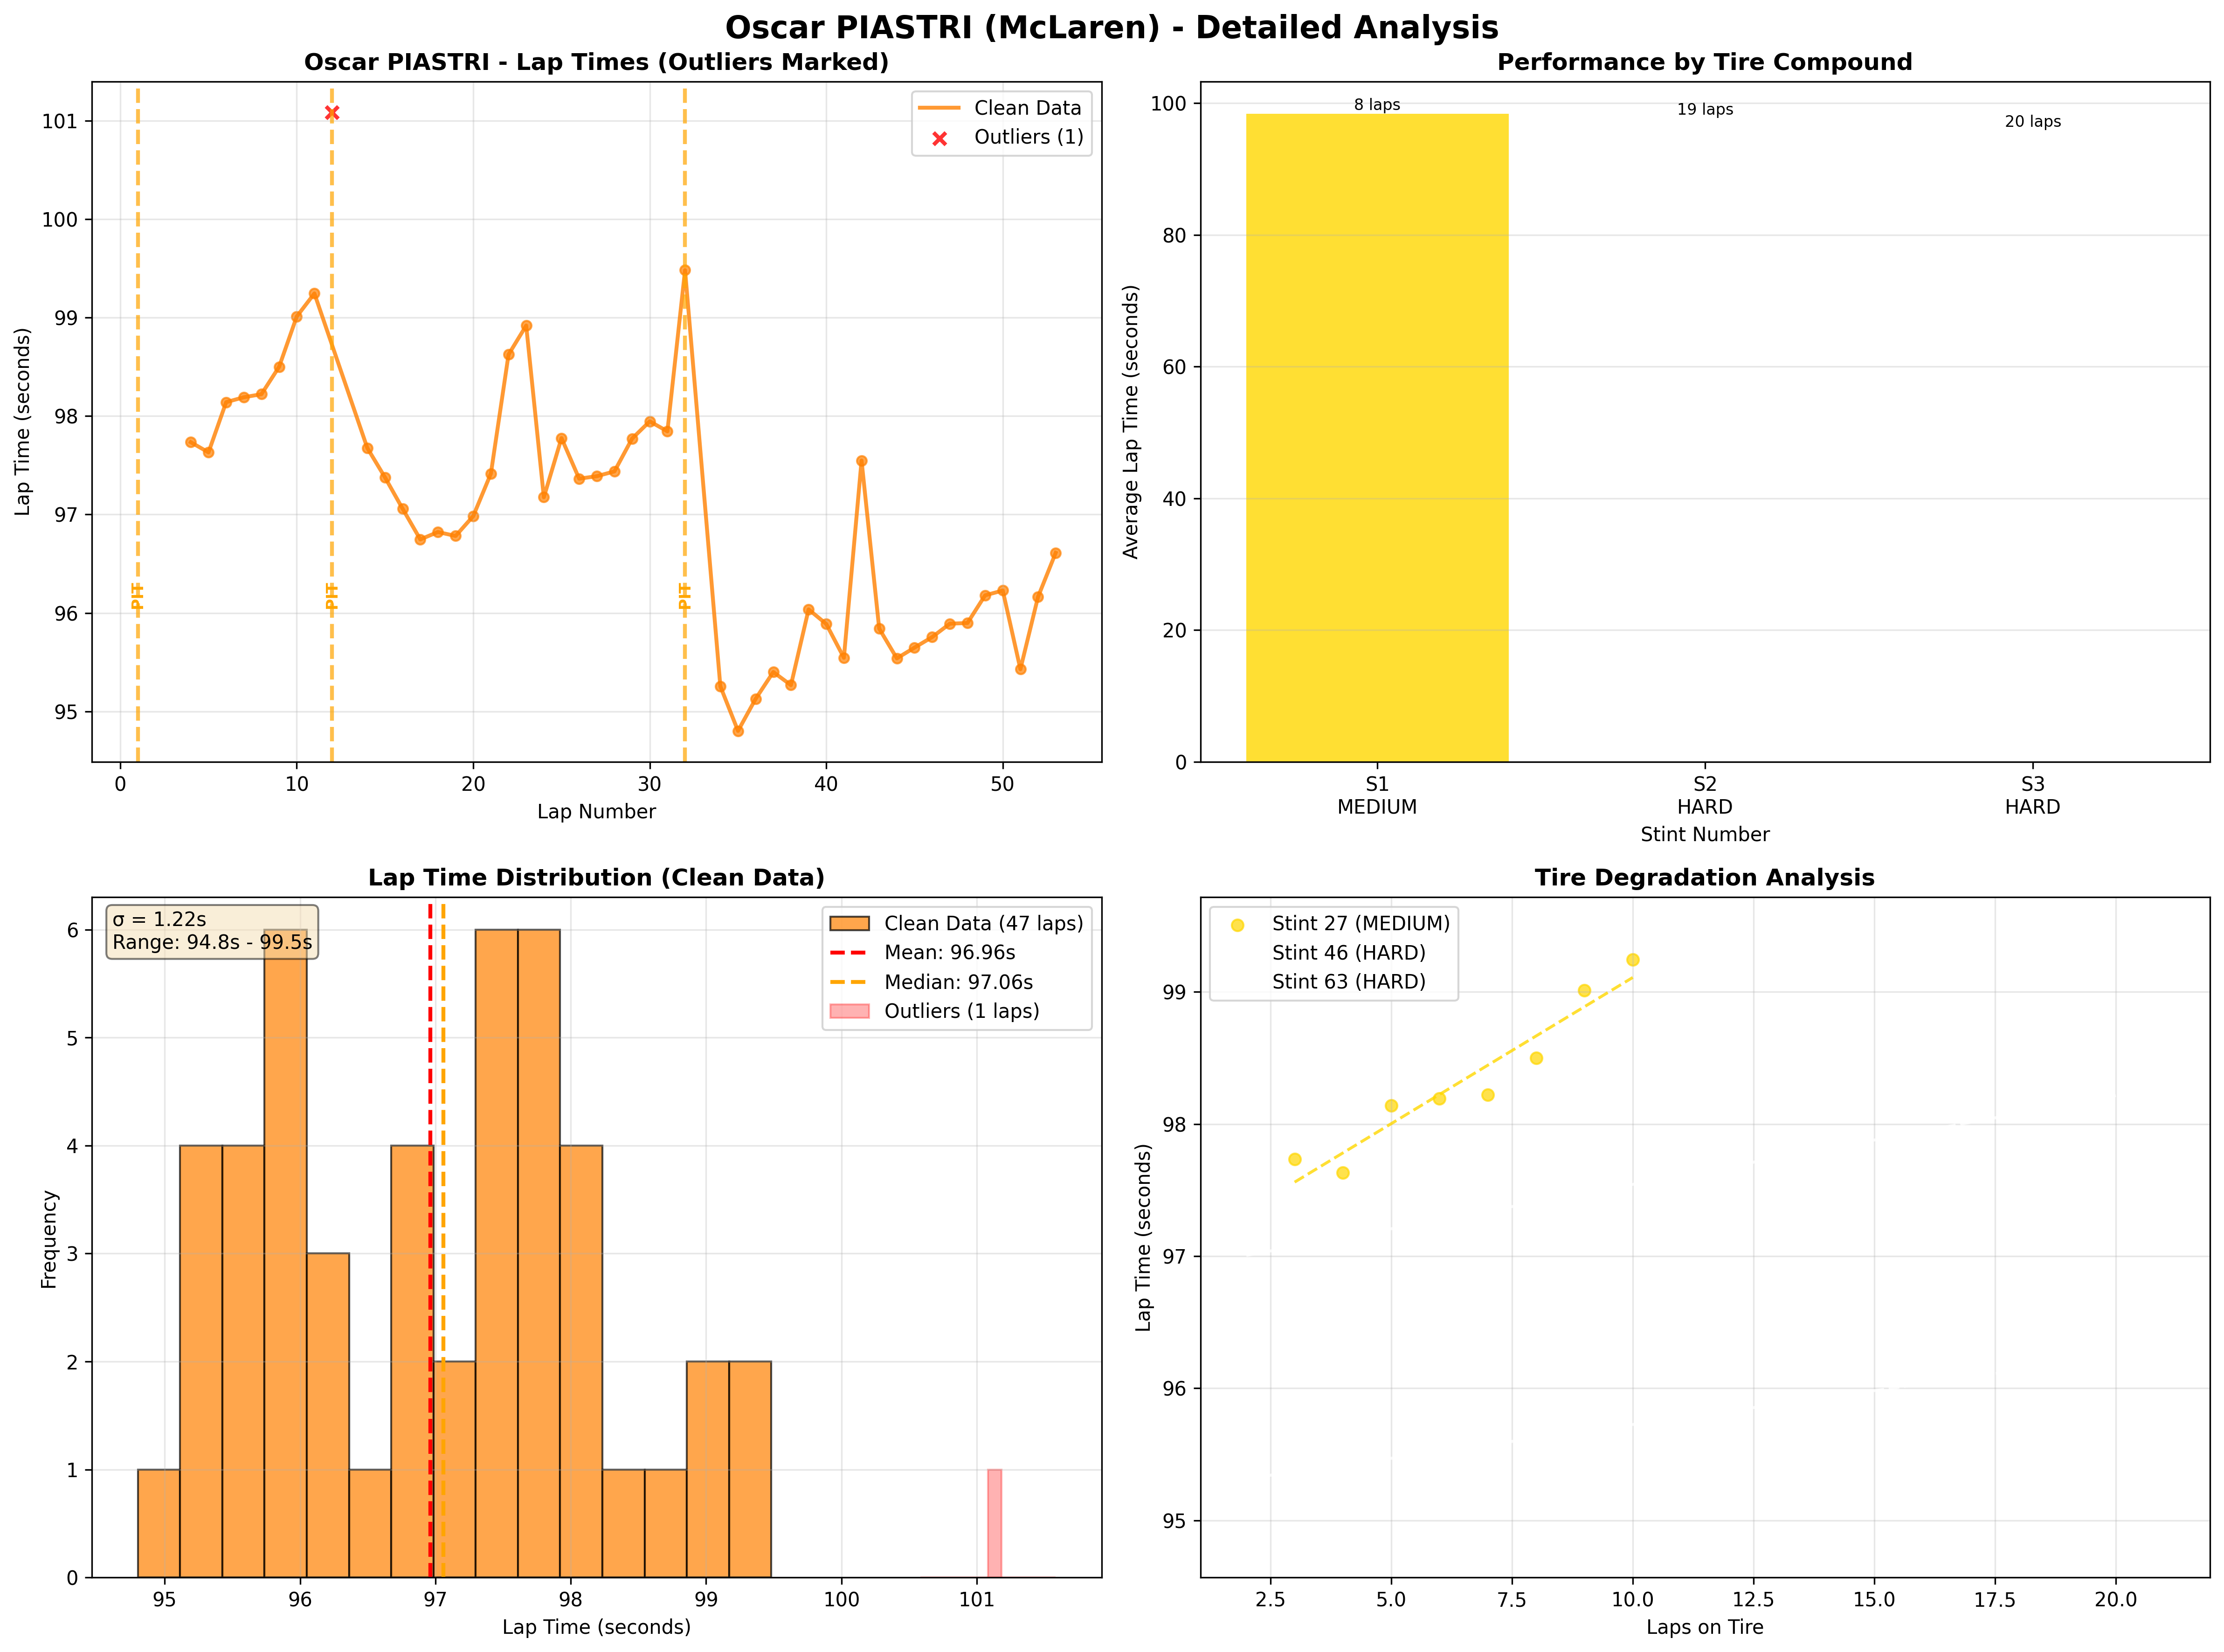 Oscar PIASTRI (McLaren) - Detailed Analysis
Oscar PIASTRI - Lap Times (Outliers Marked)
Lap Time (seconds)
101
100
99
98
97
96
95
PIT
PIT
PIT
Clean Data
Outliers (1)
0
10
20
30
40
50
Lap Number
Performance by Tire Compound
Average Lap Time (seconds)
100
80
60
40
20
0
8 laps
19 laps
20 laps
S1
MEDIUM
S2
HARD
S3
HARD
Stint Number
Lap Time Distribution (Clean Data)
σ = 1.22s
Range: 94.8s - 99.5s
Clean Data (47 laps)
Mean: 96.96s
Median: 97.06s
Outliers (1 laps)
Frequency
6
5
4
3
2
1
0
95
96
97
98
99
100
101
Lap Time (seconds)
Tire Degradation Analysis
Stint 27 (MEDIUM)
Stint 46 (HARD)
Stint 63 (HARD)
Lap Time (seconds)
99
98
97
96
95
2.5
5.0
7.5
10.0
12.5
15.0
17.5
20.0
Laps on Tire